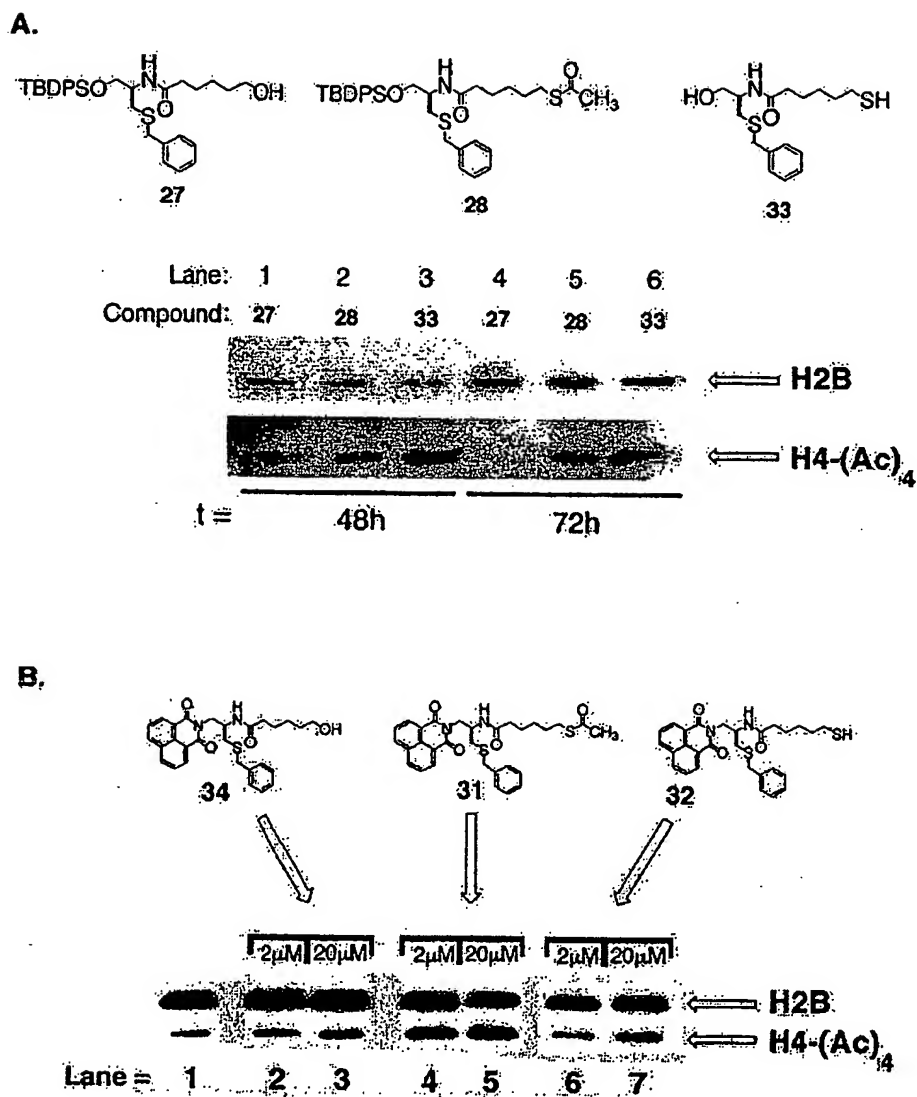 A.
TBDPSO H N O OH S 27
TBDPSO H N O S O CH3 S 28
HO H N O SH S 33
Lane: 1 2 3 4 5 6
Compound: 27 28 33 27 28 33
H2B
H4-(Ac)4
t = 48h 72h
B.
O N O H N O OH S 34
O N O H N O S O CH3 S 31
O N O H N O SH S 32
2μM 20μM 2μM 20μM 2μM 20μM
H2B
H4-(Ac)4
Lane = 1 2 3 4 5 6 7